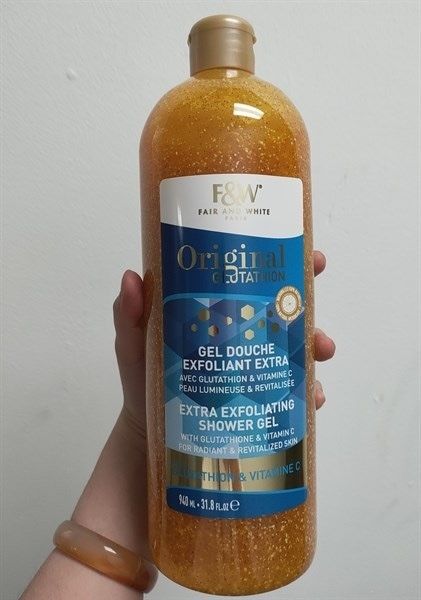 F&W®
FAIR AND WHITE
PARIS
Original
GLUTATHION
GEL DOUCHE
EXFOLIANT EXTRA
AVEC GLUTATHION & VITAMINE C
PEAU LUMINEUSE & REVITALISÉE
EXTRA EXFOLIATING
SHOWER GEL
WITH GLUTATHIONE & VITAMIN C
FOR RADIANT & REVITALIZED SKIN
GLUTATHION & VITAMINE C
940 ML • 31.8 FL.OZ ℮